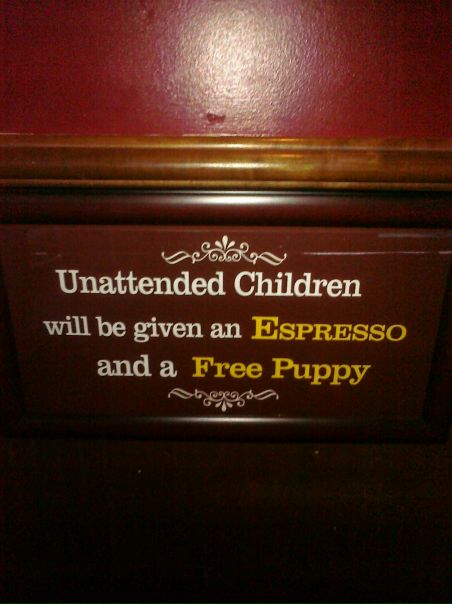 Unattended Children
will be given an ESPRESSO
and a Free Puppy